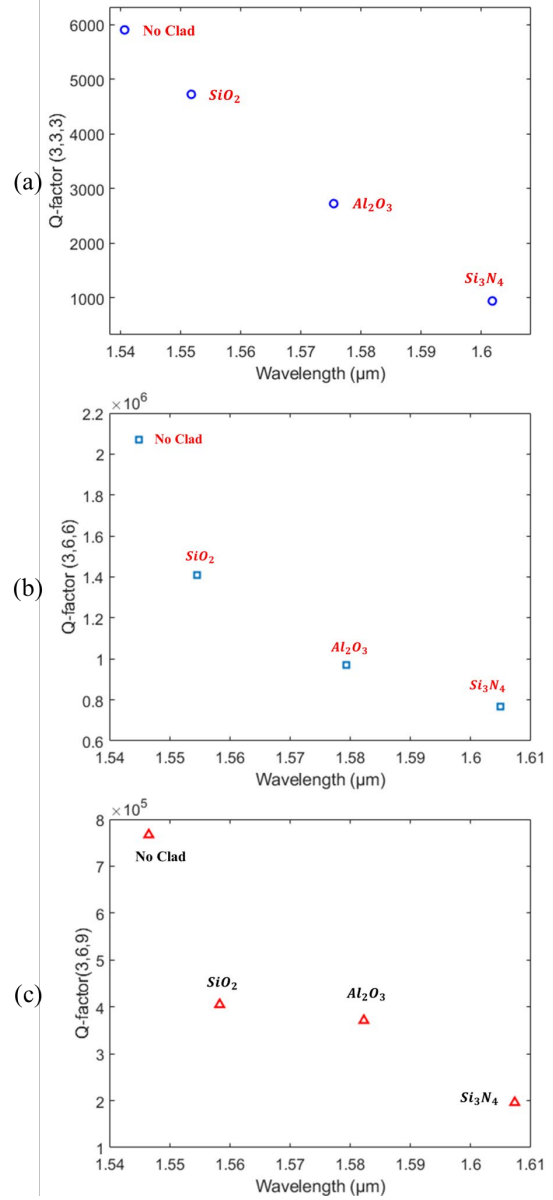 (a)
Q-factor (3,3,3)
6000
5000
4000
3000
2000
1000
No Clad
SiO₂
Al₂O₃
Si₃N₄
1.54 1.55 1.56 1.57 1.58 1.59 1.6
Wavelength (μm)
(b)
×10⁶
Q-factor (3,6,6)
2.2
2
1.8
1.6
1.4
1.2
1
0.8
0.6
No Clad
SiO₂
Al₂O₃
Si₃N₄
1.54 1.55 1.56 1.57 1.58 1.59 1.6 1.61
Wavelength (μm)
(c)
×10⁵
Q-factor(3,6,9)
8
7
6
5
4
3
2
1
No Clad
SiO₂
Al₂O₃
Si₃N₄
1.54 1.55 1.56 1.57 1.58 1.59 1.6 1.61
Wavelength (μm)